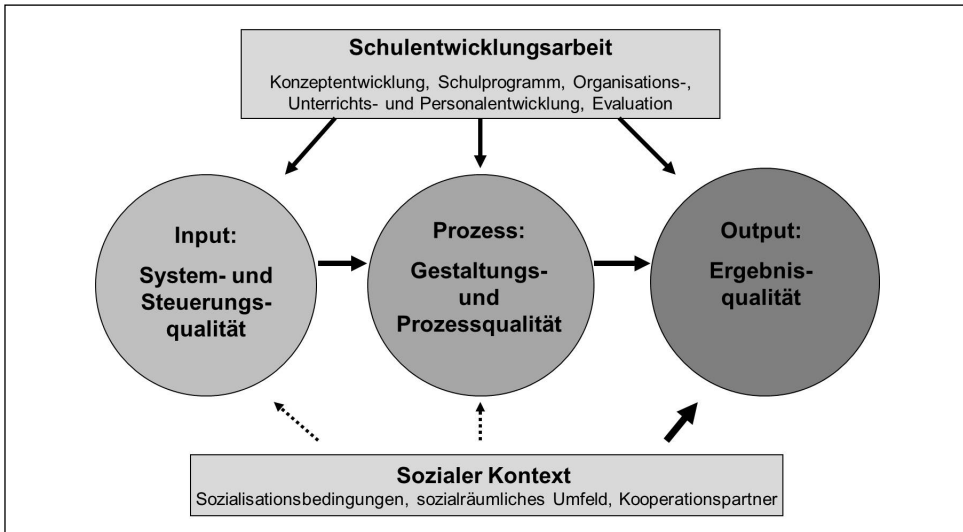 Schulentwicklungsarbeit
Konzeptentwicklung, Schulprogramm, Organisations-,
Unterrichts- und Personalentwicklung, Evaluation
Input:
System- und
Steuerungs-
qualität
Prozess:
Gestaltungs-
und
Prozessqualität
Output:
Ergebnis-
qualität
Sozialer Kontext
Sozialisationsbedingungen, sozialräumliches Umfeld, Kooperationspartner